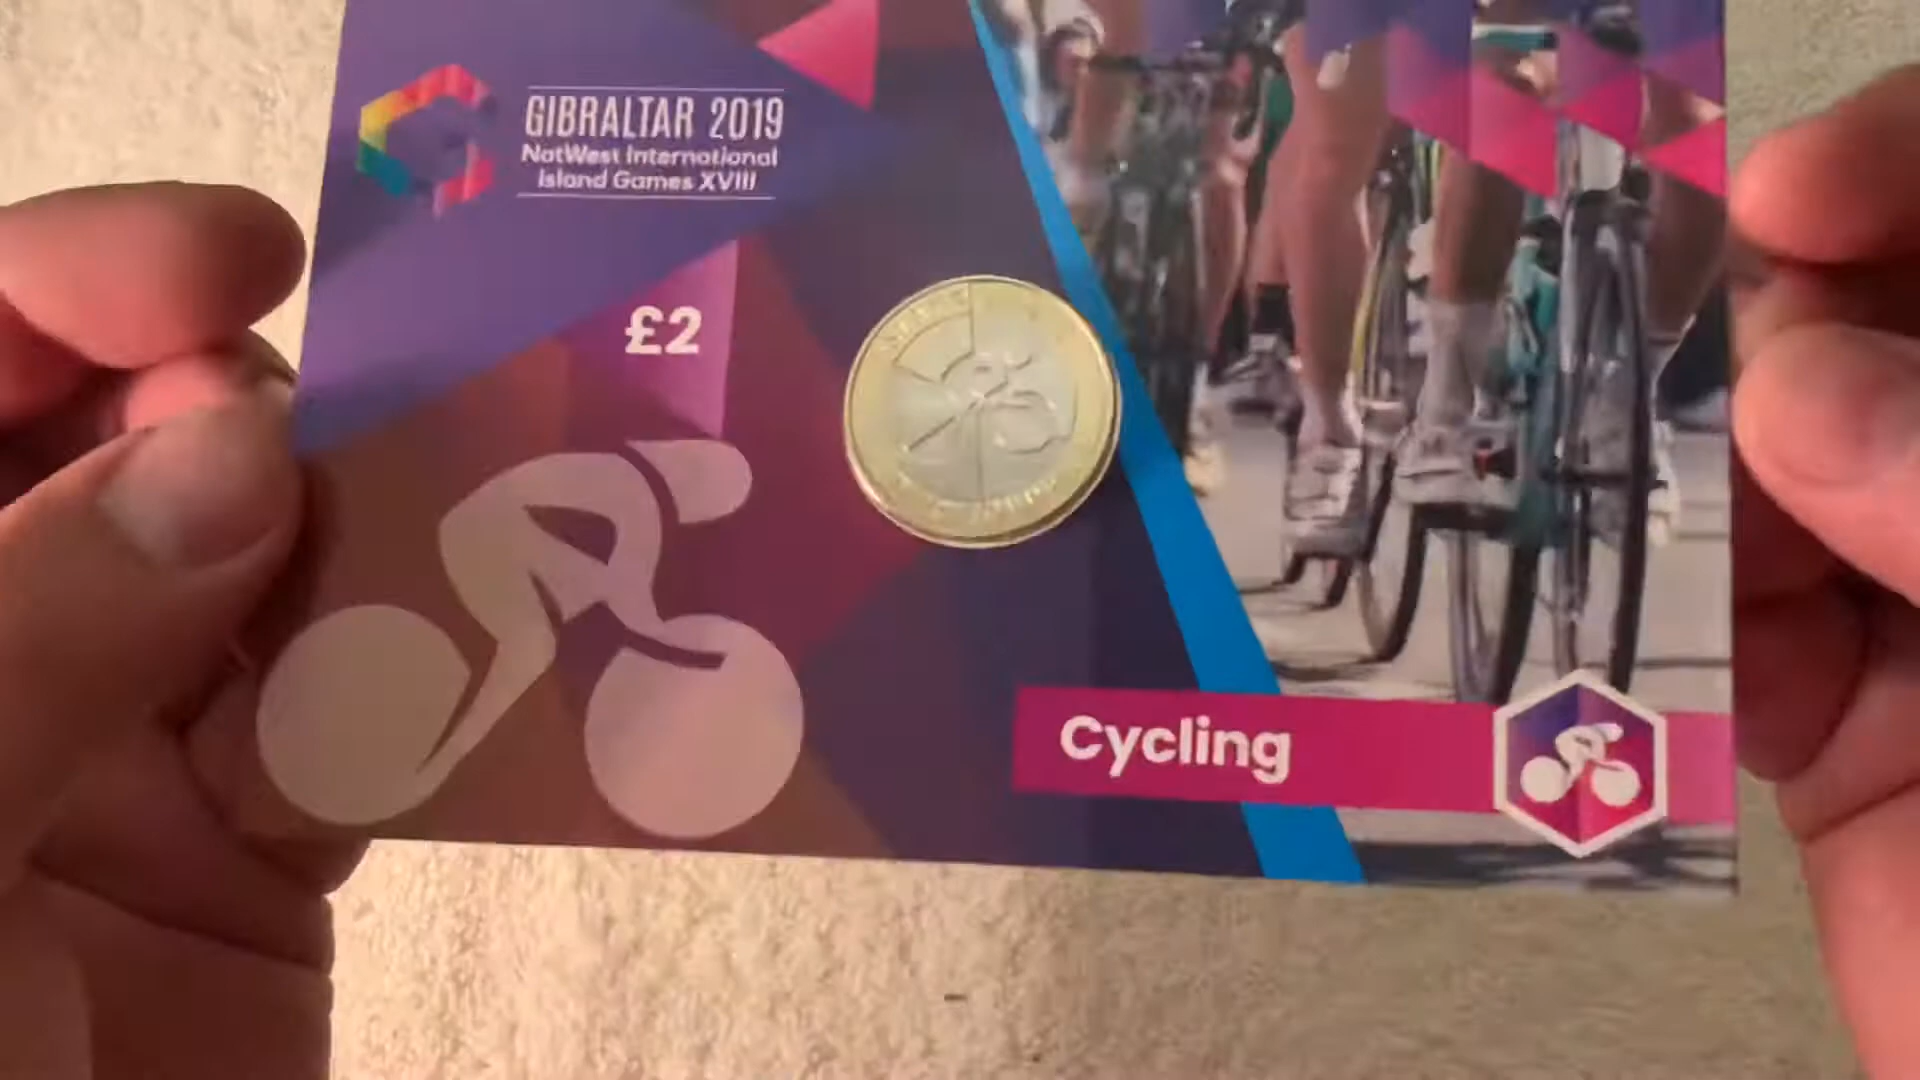 GIBRALTAR 2019
NatWest International
Island Games XVIII
£2
Cycling